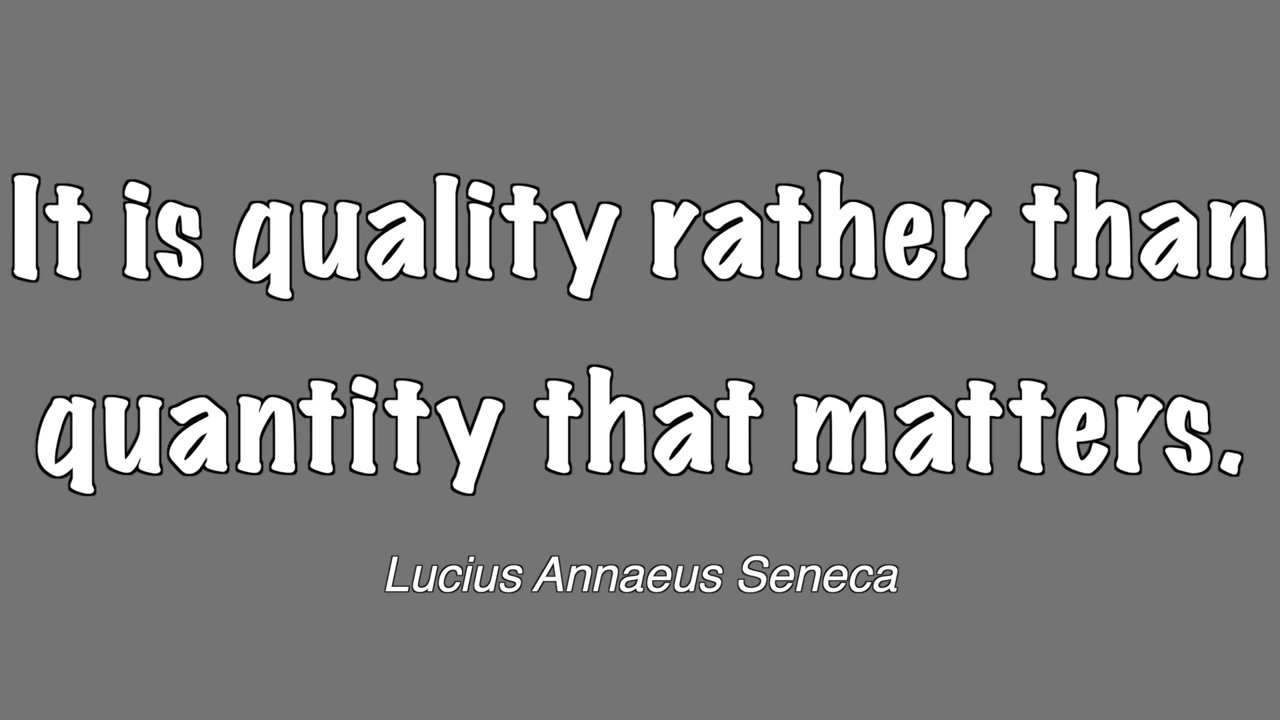 It is quality rather than
quantity that matters.
Lucius Annaeus Seneca